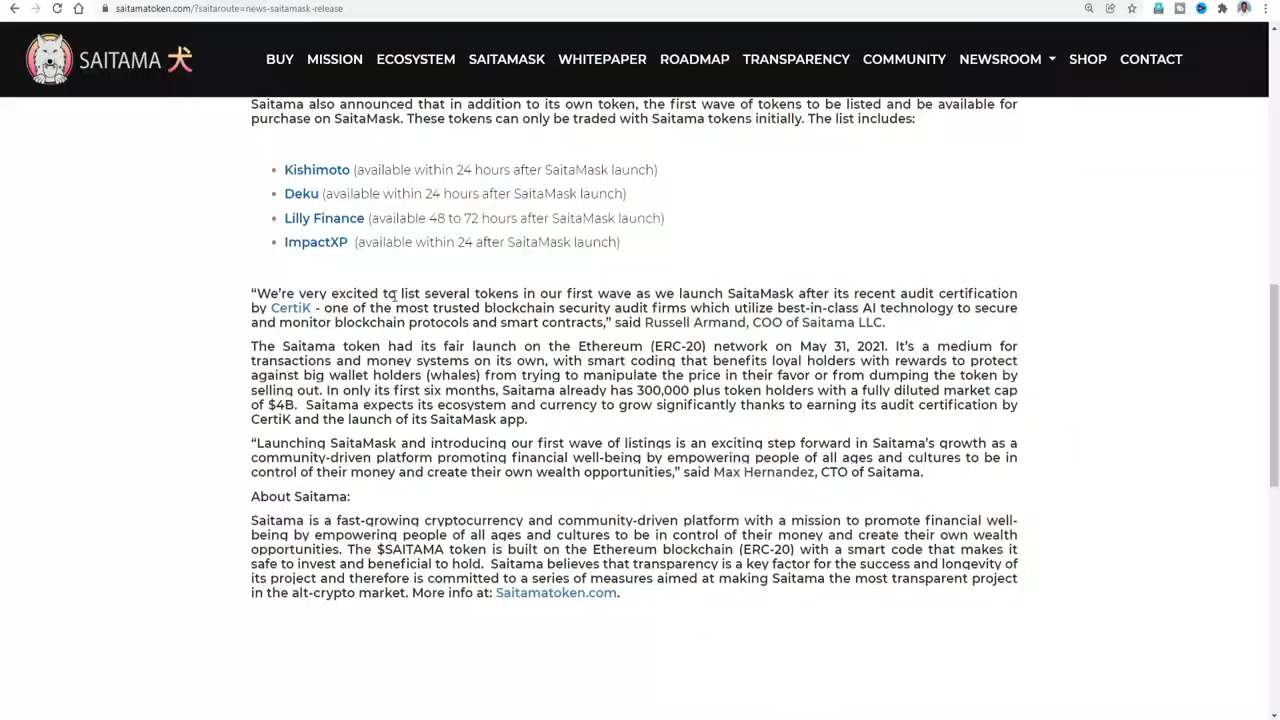 saitamatoken.com/?saitaroute=news-saitamask-release
SAITAMA 犬
BUY MISSION ECOSYSTEM SAITAMASK WHITEPAPER ROADMAP TRANSPARENCY COMMUNITY NEWSROOM SHOP CONTACT
Saitama also announced that in addition to its own token, the first wave of tokens to be listed and be available for
purchase on SaitaMask. These tokens can only be traded with Saitama tokens initially. The list includes:
• Kishimoto (available within 24 hours after SaitaMask launch)
• Deku (available within 24 hours after SaitaMask launch)
• Lilly Finance (available 48 to 72 hours after SaitaMask launch)
• ImpactXP (available within 24 after SaitaMask launch)
“We’re very excited to list several tokens in our first wave as we launch SaitaMask after its recent audit certification
by CertiK - one of the most trusted blockchain security audit firms which utilize best-in-class AI technology to secure
and monitor blockchain protocols and smart contracts,” said Russell Armand, COO of Saitama LLC.
The Saitama token had its fair launch on the Ethereum (ERC-20) network on May 31, 2021. It’s a medium for
transactions and money systems on its own, with smart coding that benefits loyal holders with rewards to protect
against big wallet holders (whales) from trying to manipulate the price in their favor or from dumping the token by
selling out. In only its first six months, Saitama already has 300,000 plus token holders with a fully diluted market cap
of $4B. Saitama expects its ecosystem and currency to grow significantly thanks to earning its audit certification by
CertiK and the launch of its SaitaMask app.
“Launching SaitaMask and introducing our first wave of listings is an exciting step forward in Saitama’s growth as a
community-driven platform promoting financial well-being by empowering people of all ages and cultures to be in
control of their money and create their own wealth opportunities,” said Max Hernandez, CTO of Saitama.
About Saitama:
Saitama is a fast-growing cryptocurrency and community-driven platform with a mission to promote financial well-
being by empowering people of all ages and cultures to be in control of their money and create their own wealth
opportunities. The $SAITAMA token is built on the Ethereum blockchain (ERC-20) with a smart code that makes it
safe to invest and beneficial to hold. Saitama believes that transparency is a key factor for the success and longevity of
its project and therefore is committed to a series of measures aimed at making Saitama the most transparent project
in the alt-crypto market. More info at: Saitamatoken.com.